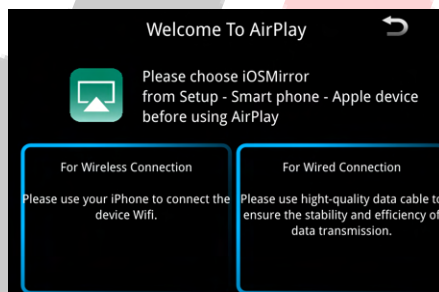 Welcome To AirPlay
Please choose iOSMirror
from Setup - Smart phone - Apple device
before using AirPlay
For Wireless Connection
Please use your iPhone to connect the
device Wifi.
For Wired Connection
Please use hight-quality data cable to
ensure the stability and efficiency of
data transmission.